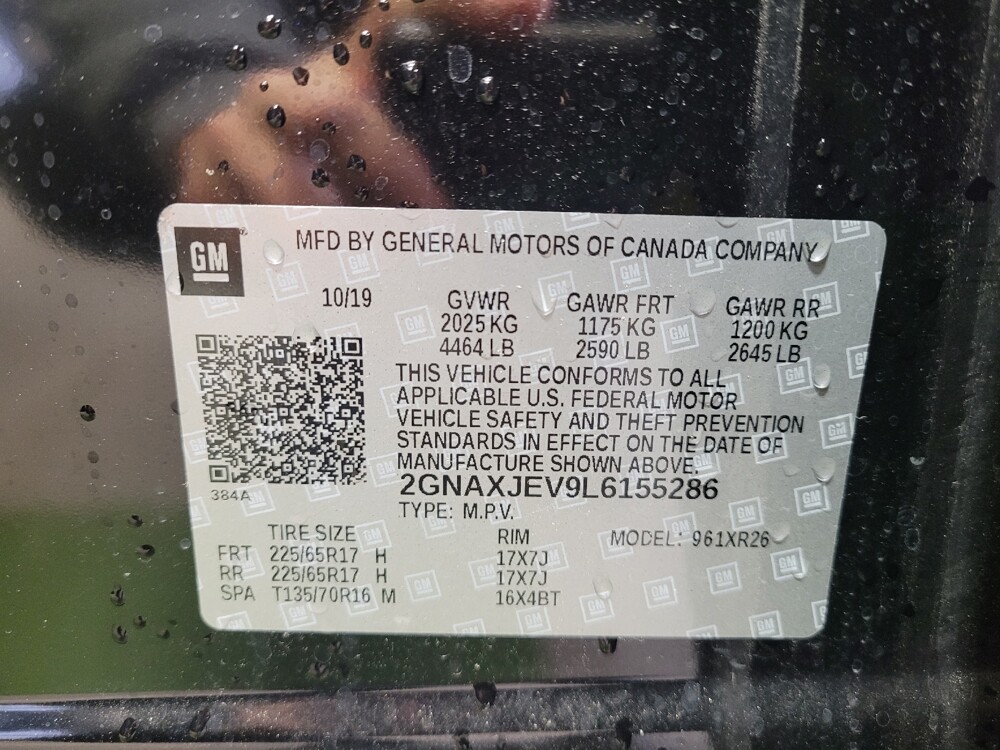 GM
MFD BY GENERAL MOTORS OF CANADA COMPANY
10/19 GVWR GAWR FRT GAWR RR
2025 KG 1175 KG 1200 KG
4464 LB 2590 LB 2645 LB
THIS VEHICLE CONFORMS TO ALL
APPLICABLE U.S. FEDERAL MOTOR
VEHICLE SAFETY AND THEFT PREVENTION
STANDARDS IN EFFECT ON THE DATE OF
MANUFACTURE SHOWN ABOVE.
384A
2GNAXJEV9L6155286
TYPE: M.P.V.
TIRE SIZE RIM MODEL: 961XR26
FRT 225/65R17 H 17X7J
RR 225/65R17 H 17X7J
SPA T135/70R16 M 16X4BT